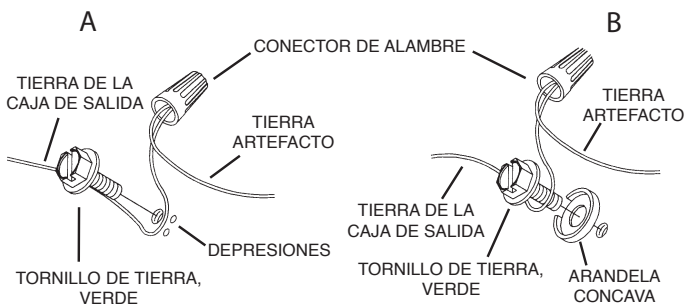 A
B
CONECTOR DE ALAMBRE
TIERRA DE LA
CAJA DE SALIDA
TIERRA
ARTEFACTO
DEPRESIONES
TORNILLO DE TIERRA,
VERDE
TIERRA
ARTEFACTO
TIERRA DE LA
CAJA DE SALIDA
TORNILLO DE TIERRA,
VERDE
ARANDELA
CONCAVA